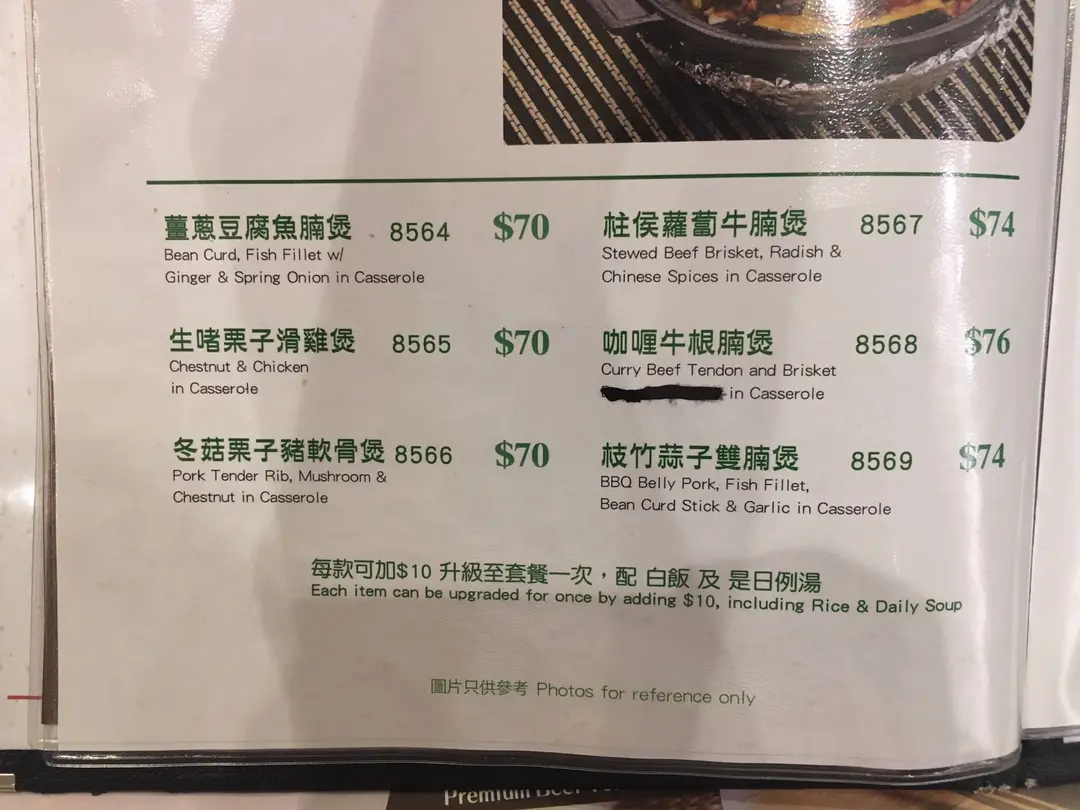 薑蔥豆腐魚腩煲 8564 $70
Bean Curd, Fish Fillet w/
Ginger & Spring Onion in Casserole
生啫栗子滑雞煲 8565 $70
Chestnut & Chicken
in Casserole
冬菇栗子豬軟骨煲 8566 $70
Pork Tender Rib, Mushroom &
Chestnut in Casserole
柱侯蘿蔔牛腩煲 8567 $74
Stewed Beef Brisket, Radish &
Chinese Spices in Casserole
咖喱牛根腩煲 8568 $76
Curry Beef Tendon and Brisket
in Casserole
枝竹蒜子雙腩煲 8569 $74
BBQ Belly Pork, Fish Fillet,
Bean Curd Stick & Garlic in Casserole
每款可加$10 升級至套餐一次，配 白飯 及 是日例湯
Each item can be upgraded for once by adding $10, including Rice & Daily Soup
圖片只供參考 Photos for reference only
Premium Beef